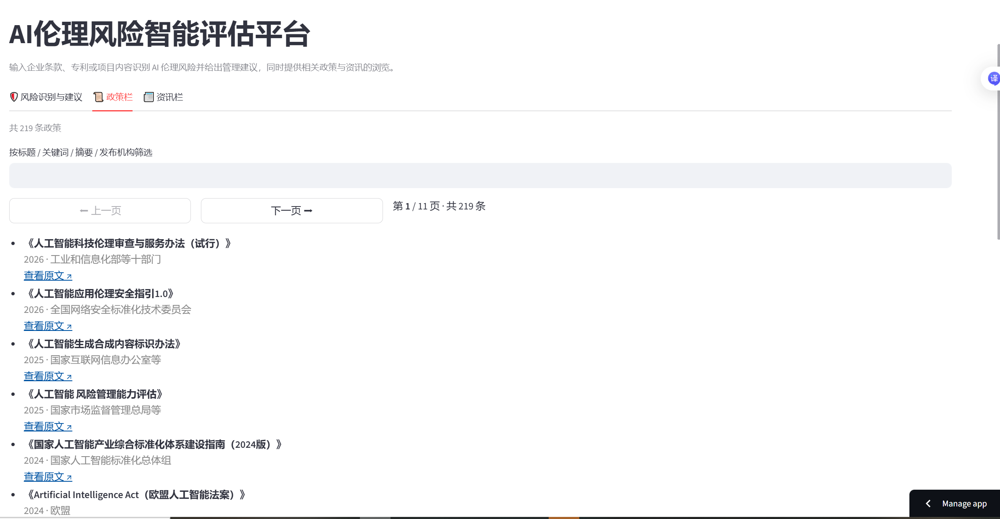 AI伦理风险智能评估平台
输入企业条款、专利或项目内容识别 AI 伦理风险并给出管理建议，同时提供相关政策与资讯的浏览。
风险识别与建议 政策栏 资讯栏
共 219 条政策
按标题 / 关键词 / 摘要 / 发布机构筛选
← 上一页 下一页 → 第 1 / 11 页 · 共 219 条
• 《人工智能科技伦理审查与服务办法（试行）》
2026 · 工业和信息化部等十部门
查看原文 ↗
• 《人工智能应用伦理安全指引1.0》
2026 · 全国网络安全标准化技术委员会
查看原文 ↗
• 《人工智能生成合成内容标识办法》
2025 · 国家互联网信息办公室等
查看原文 ↗
• 《人工智能 风险管理能力评估》
2025 · 国家市场监督管理总局等
查看原文 ↗
• 《国家人工智能产业综合标准化体系建设指南（2024版）》
2024 · 国家人工智能标准化总体组
查看原文 ↗
• 《Artificial Intelligence Act（欧盟人工智能法案）》
2024 · 欧盟
译
Manage app